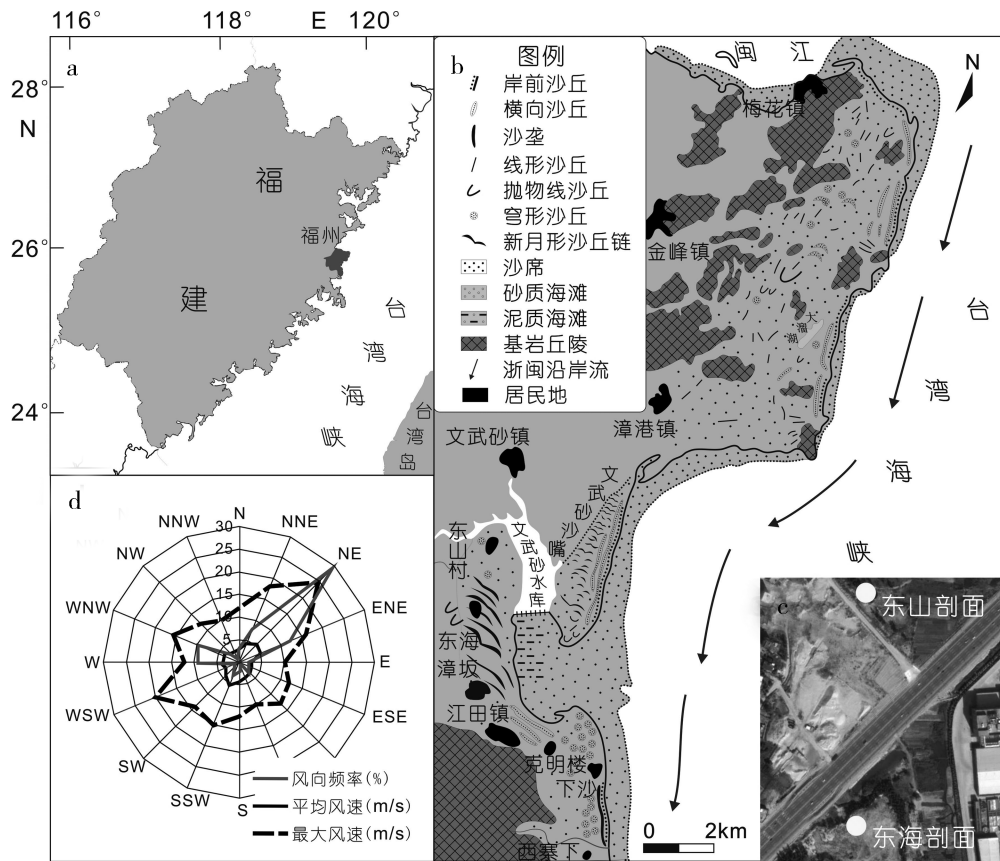 116°
118°
E
120°
28°
N
26°
24°
a
福
建
福州
台
湾
海
峡
台
湾
岛
b
图例
岸前沙丘
横向沙丘
沙垄
线形沙丘
抛物线沙丘
穹形沙丘
新月形沙丘链
沙席
砂质海滩
泥质海滩
基岩丘陵
浙闽沿岸流
居民地
闽江
N
梅花镇
金峰镇
大溜湖
漳港镇
台
湾
海
峡
文武砂镇
文武砂沙嘴
东山村
文武砂水库
东海
漳坂
江田镇
克明楼
下沙
西寨下
0 2km
c
东山剖面
东海剖面
d
N
NNE
NE
ENE
E
ESE
S
SSW
SW
WSW
W
WNW
NW
NNW
30
25
20
15
10
5
风向频率(%)
平均风速(m/s)
最大风速(m/s)